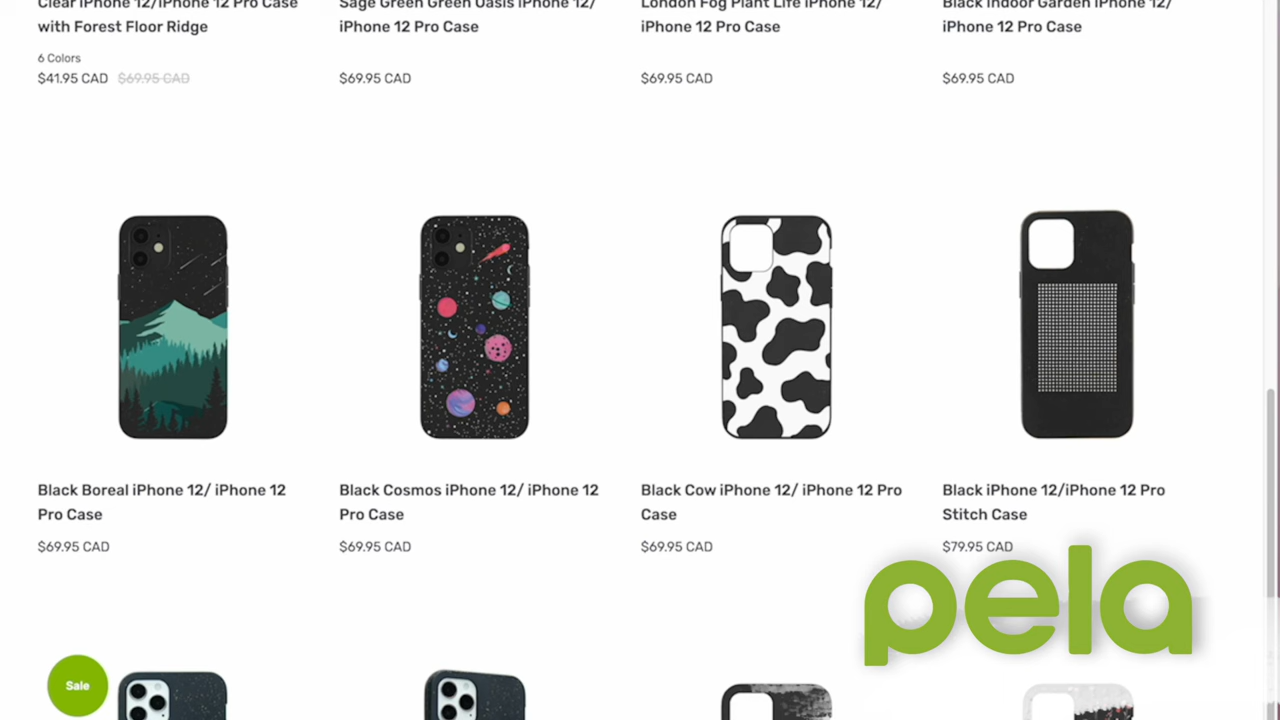 Clear iPhone 12/iPhone 12 Pro Case
with Forest Floor Ridge
6 Colors
$41.95 CAD $69.95 CAD
Sage Green Green Oasis iPhone 12/
iPhone 12 Pro Case
$69.95 CAD
London Fog Plant Life iPhone 12/
iPhone 12 Pro Case
$69.95 CAD
Black Indoor Garden iPhone 12/
iPhone 12 Pro Case
$69.95 CAD
Black Boreal iPhone 12/ iPhone 12
Pro Case
$69.95 CAD
Black Cosmos iPhone 12/ iPhone 12
Pro Case
$69.95 CAD
Black Cow iPhone 12/ iPhone 12 Pro
Case
$69.95 CAD
Black iPhone 12/iPhone 12 Pro
Stitch Case
$79.95 CAD
pela
Sale